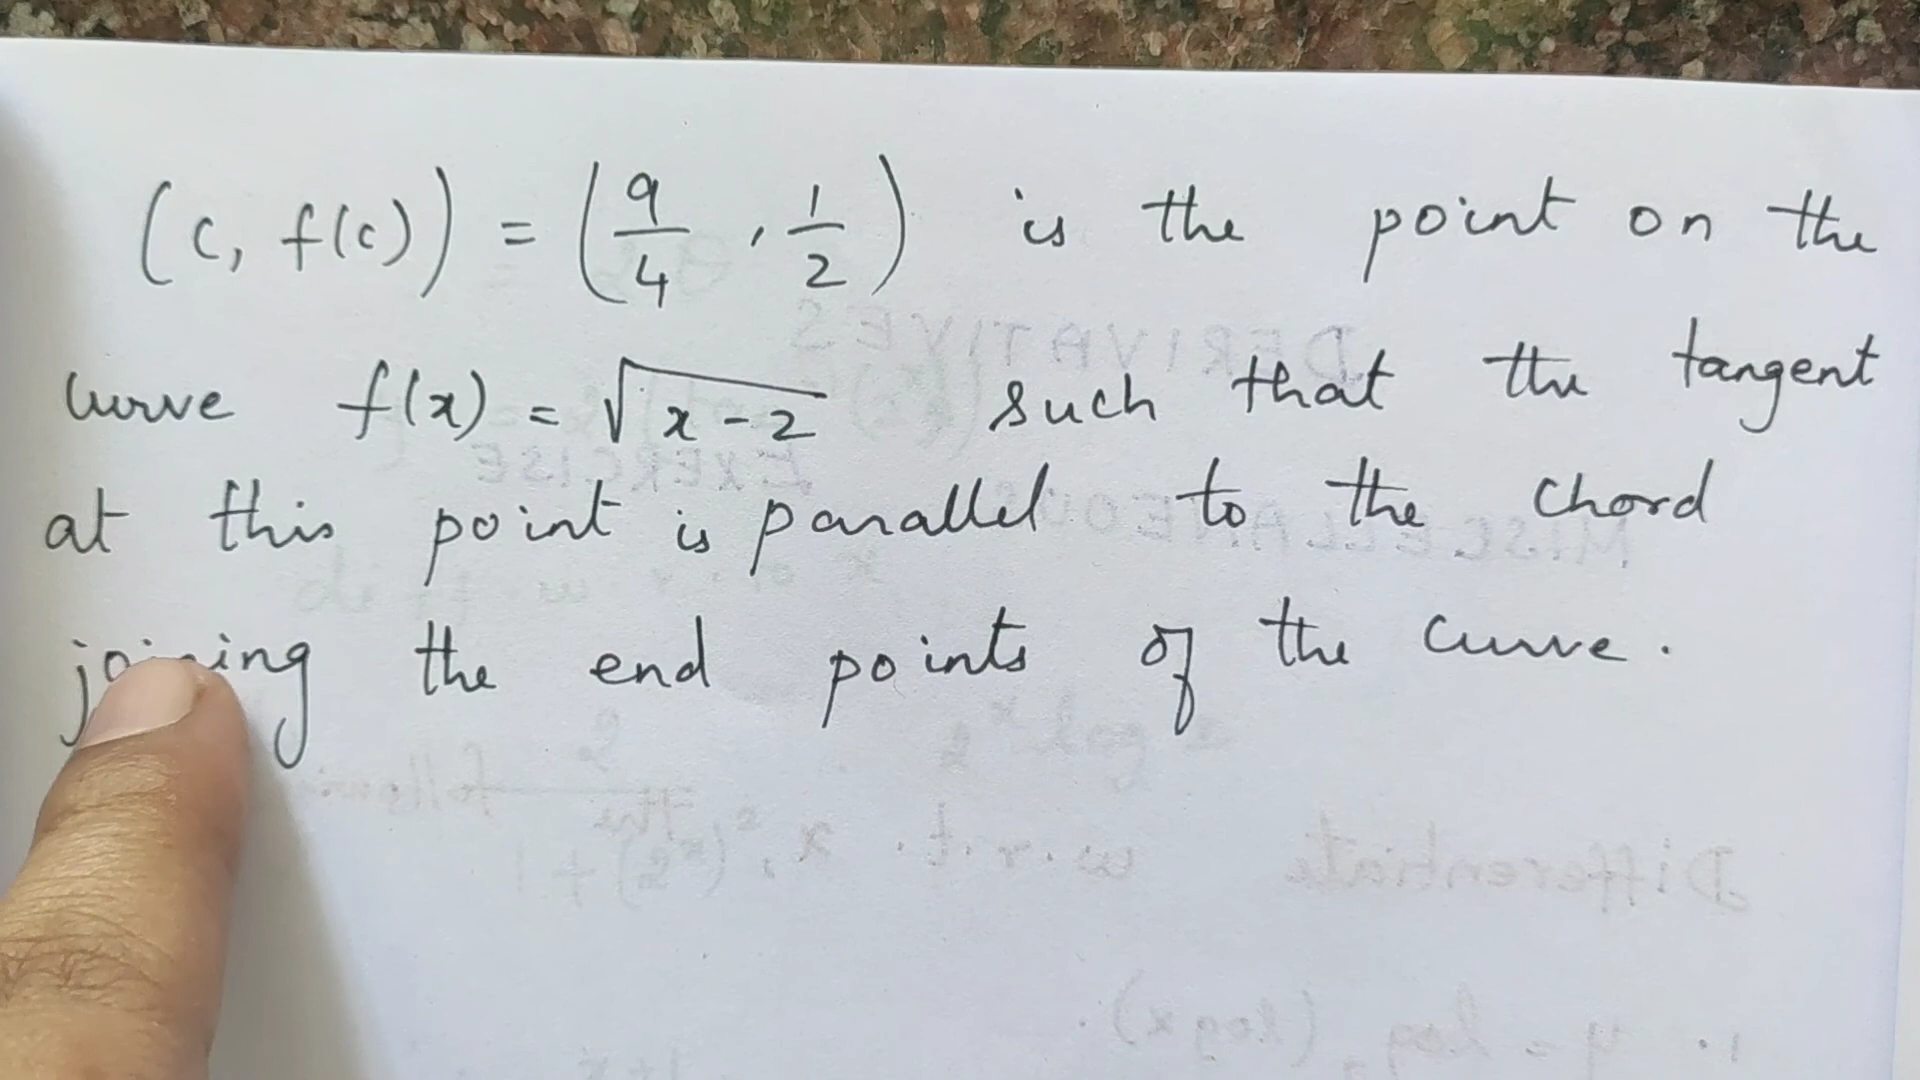 (c, f(c)) = (9/4, 1/2) is the point on the
curve f(x) = √(x-2) such that the tangent
at this point is parallel to the chord
joining the end points of the curve.